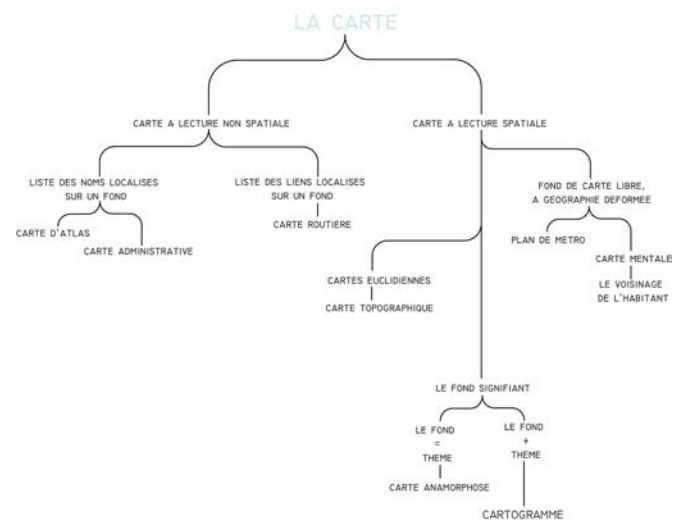 LA CARTE
CARTE A LECTURE NON SPATIALE
CARTE A LECTURE SPATIALE
LISTE DES NOMS LOCALISES
SUR UN FOND
LISTE DES LIENS LOCALISES
SUR UN FOND
FOND DE CARTE LIBRE,
A GEOGRAPHIE DEFORMEE
CARTE D'ATLAS
CARTE ADMINISTRATIVE
CARTE ROUTIERE
PLAN DE METRO
CARTE MENTALE
LE VOISINAGE
DE L'HABITANT
CARTES EUCLIDIENNES
CARTE TOPOGRAPHIQUE
LE FOND SIGNIFIANT
LE FOND
=
THEME
CARTE ANAMORPHOSE
LE FOND
+
THEME
CARTOGRAMME